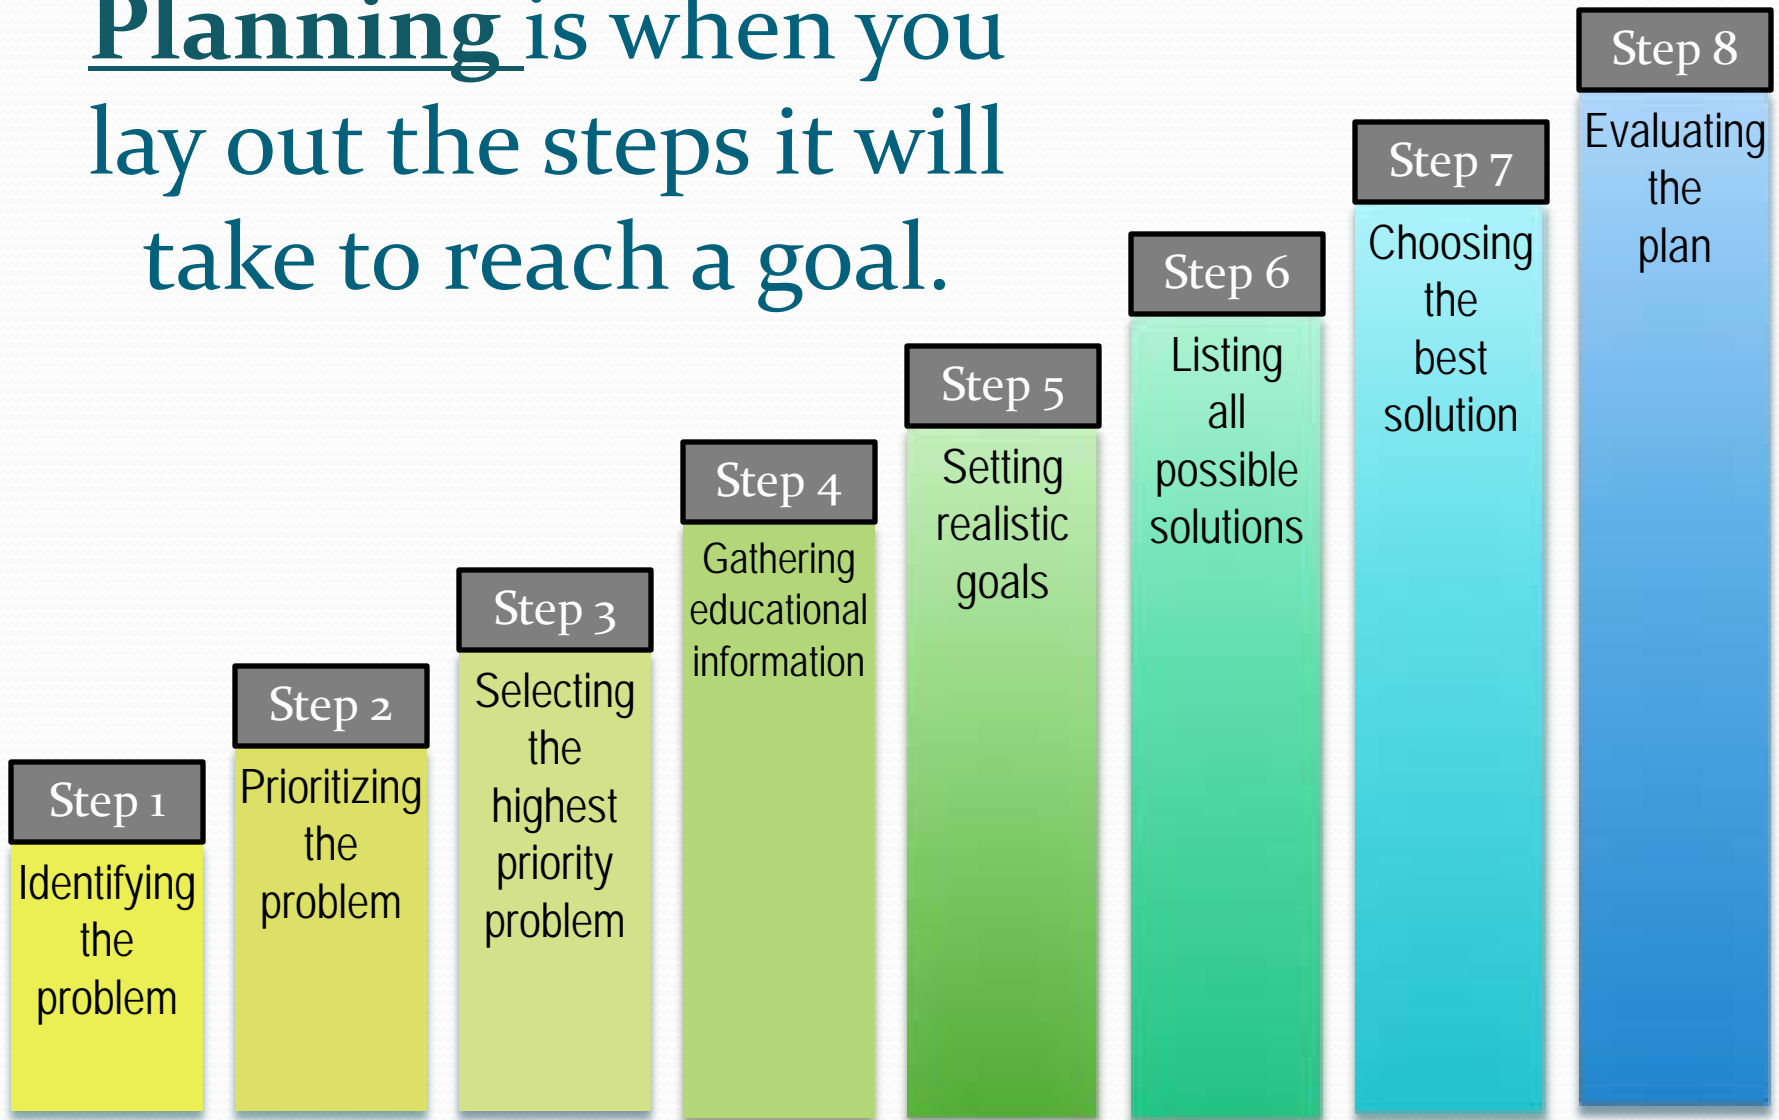 Planning is when you
lay out the steps it will
take to reach a goal.
Step 1
Identifying
the
problem
Step 2
Prioritizing
the
problem
Step 3
Selecting
the
highest
priority
problem
Step 4
Gathering
educational
information
Step 5
Setting
realistic
goals
Step 6
Listing
all
possible
solutions
Step 7
Choosing
the
best
solution
Step 8
Evaluating
the
plan